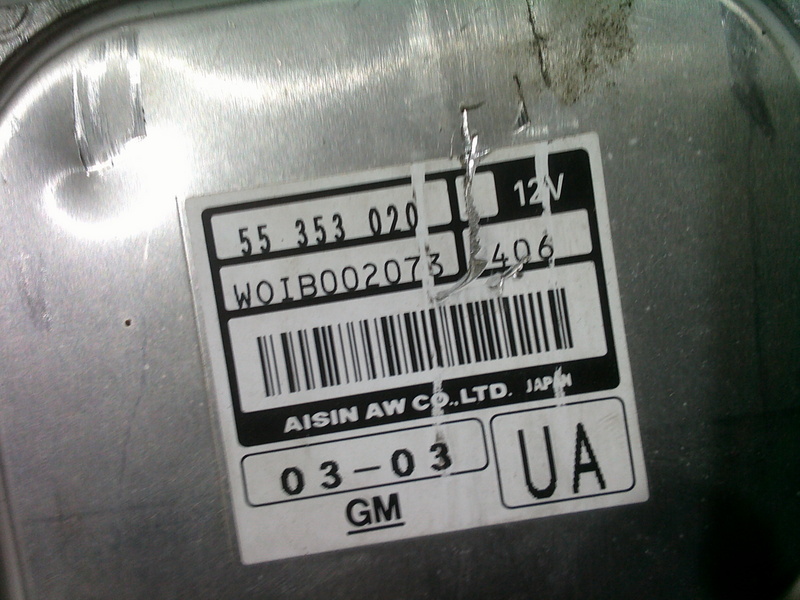 55 353 020 12V
W0IB002073 406
AISIN AW CO.,LTD. JAPAN
03-03 UA
GM